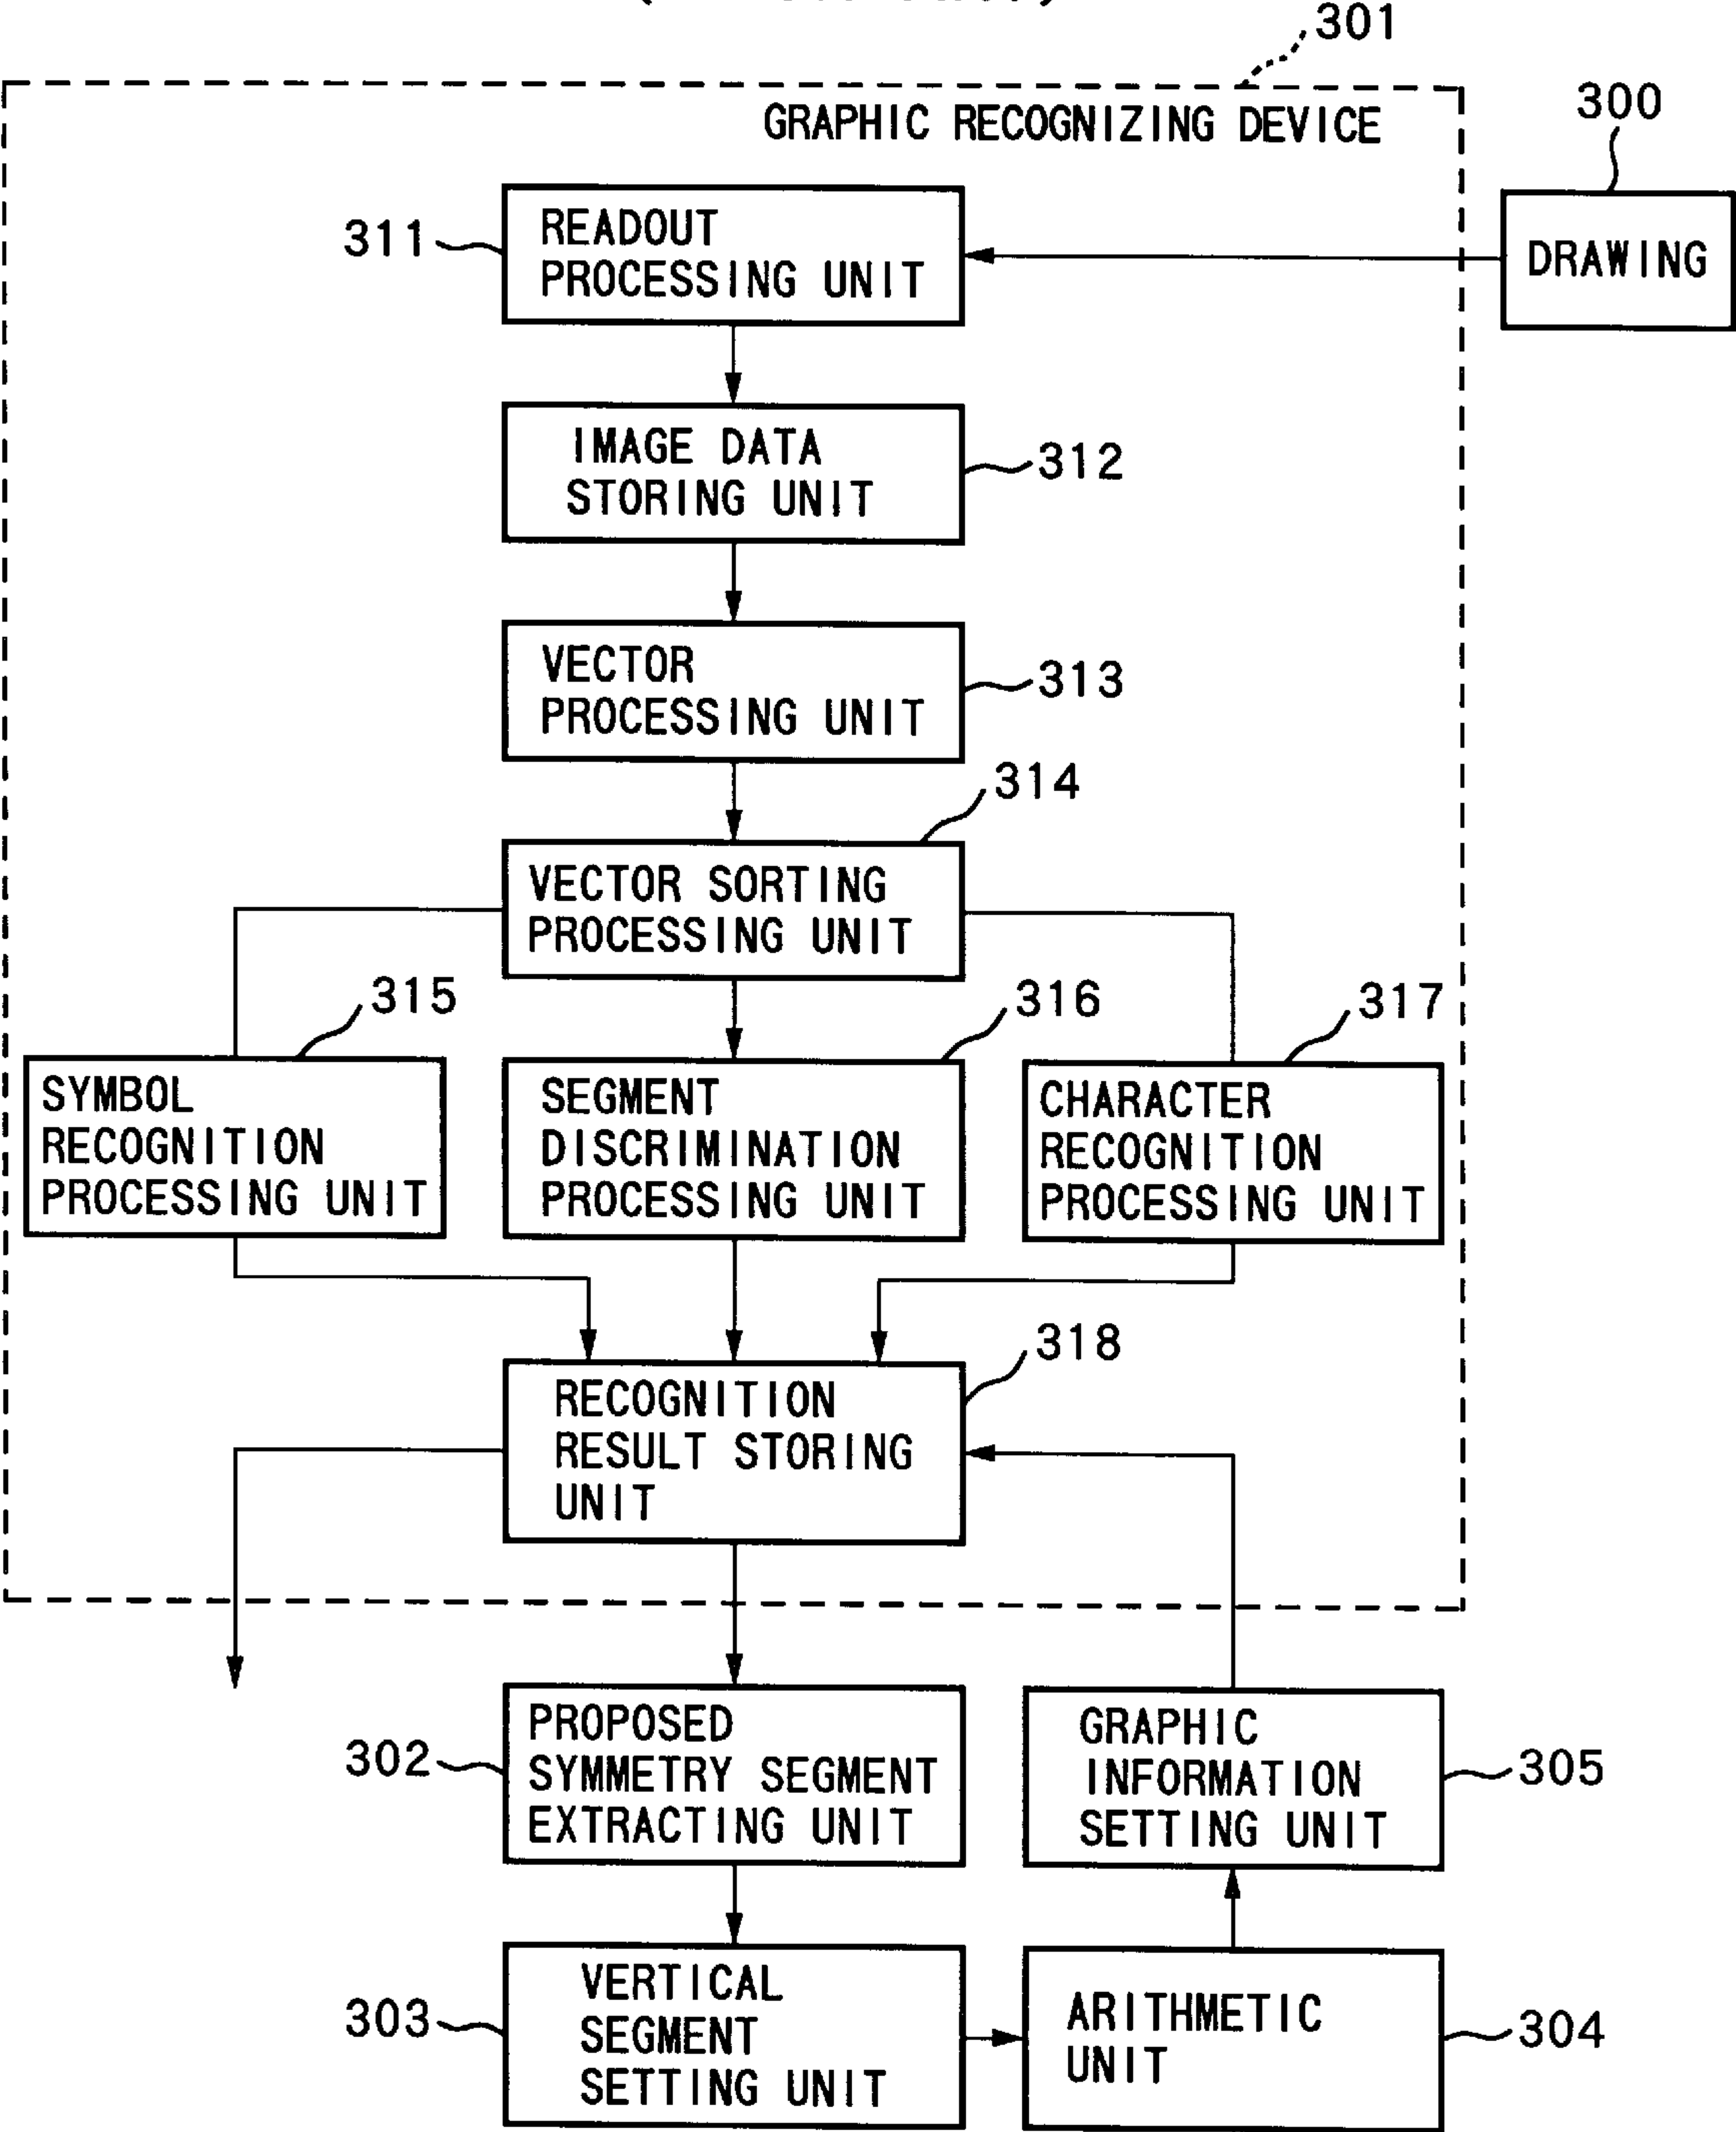 301
GRAPHIC RECOGNIZING DEVICE
300
311
READOUT
PROCESSING UNIT
DRAWING
IMAGE DATA
STORING UNIT
312
VECTOR
PROCESSING UNIT
313
314
VECTOR SORTING
PROCESSING UNIT
315
316
317
SYMBOL
RECOGNITION
PROCESSING UNIT
SEGMENT
DISCRIMINATION
PROCESSING UNIT
CHARACTER
RECOGNITION
PROCESSING UNIT
318
RECOGNITION
RESULT STORING
UNIT
302
PROPOSED
SYMMETRY SEGMENT
EXTRACTING UNIT
GRAPHIC
INFORMATION
SETTING UNIT
305
303
VERTICAL
SEGMENT
SETTING UNIT
ARITHMETIC
UNIT
304